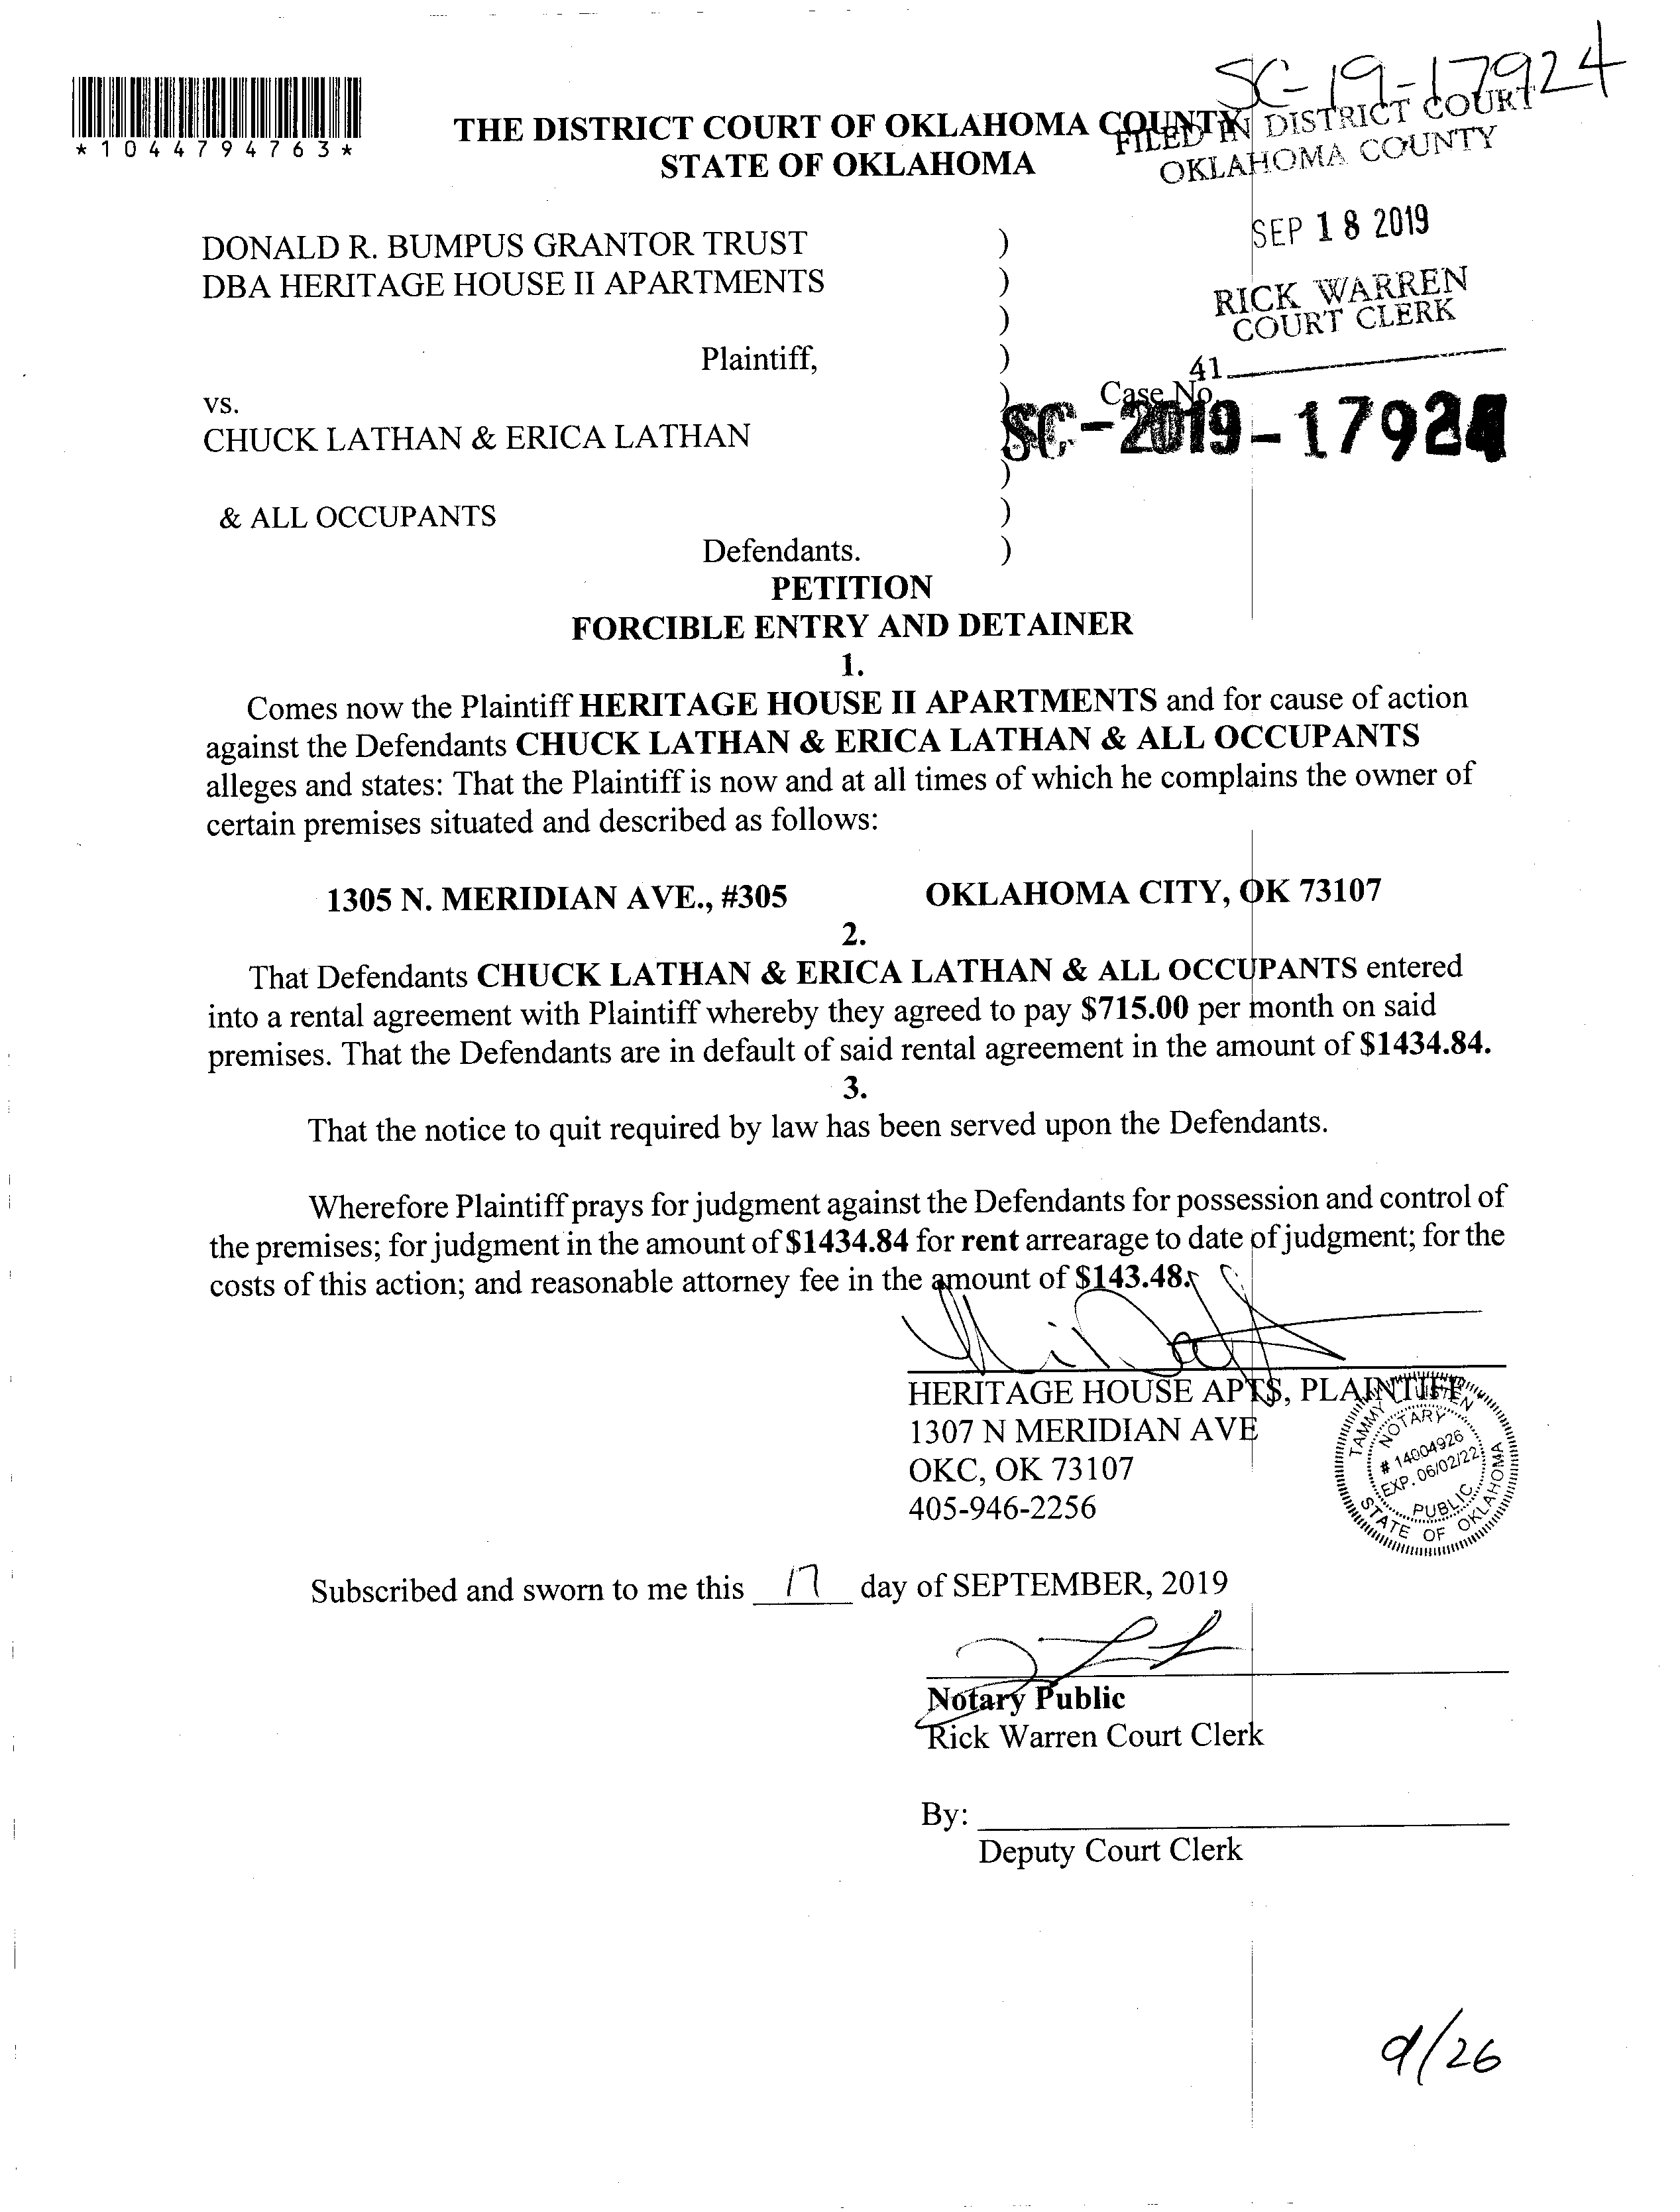 SC-19-17924
*1044794763*
THE DISTRICT COURT OF OKLAHOMA COUNTY
STATE OF OKLAHOMA
FILED IN DISTRICT COURT
OKLAHOMA COUNTY
SEP 18 2019
RICK WARREN
COURT CLERK
41
DONALD R. BUMPUS GRANTOR TRUST )
DBA HERITAGE HOUSE II APARTMENTS )
)
Plaintiff, )
Case No.
vs. )
CHUCK LATHAN & ERICA LATHAN
SC-2019-17924
)
& ALL OCCUPANTS )
Defendants. )
PETITION
FORCIBLE ENTRY AND DETAINER
1.
Comes now the Plaintiff HERITAGE HOUSE II APARTMENTS and for cause of action
against the Defendants CHUCK LATHAN & ERICA LATHAN & ALL OCCUPANTS
alleges and states: That the Plaintiff is now and at all times of which he complains the owner of
certain premises situated and described as follows:
1305 N. MERIDIAN AVE., #305 OKLAHOMA CITY, OK 73107
2.
That Defendants CHUCK LATHAN & ERICA LATHAN & ALL OCCUPANTS entered
into a rental agreement with Plaintiff whereby they agreed to pay $715.00 per month on said
premises. That the Defendants are in default of said rental agreement in the amount of $1434.84.
3.
That the notice to quit required by law has been served upon the Defendants.
Wherefore Plaintiff prays for judgment against the Defendants for possession and control of
the premises; for judgment in the amount of $1434.84 for rent arrearage to date of judgment; for the
costs of this action; and reasonable attorney fee in the amount of $143.48.
HERITAGE HOUSE APTS, PLAINTIFF
1307 N MERIDIAN AVE
OKC, OK 73107
405-946-2256
TAMMY
NOTARY
# 14004926
EXP. 06/02/22
PUBLIC
STATE OF OKLAHOMA
Subscribed and sworn to me this 17 day of SEPTEMBER, 2019
Notary Public
Rick Warren Court Clerk
By:
Deputy Court Clerk
9/26